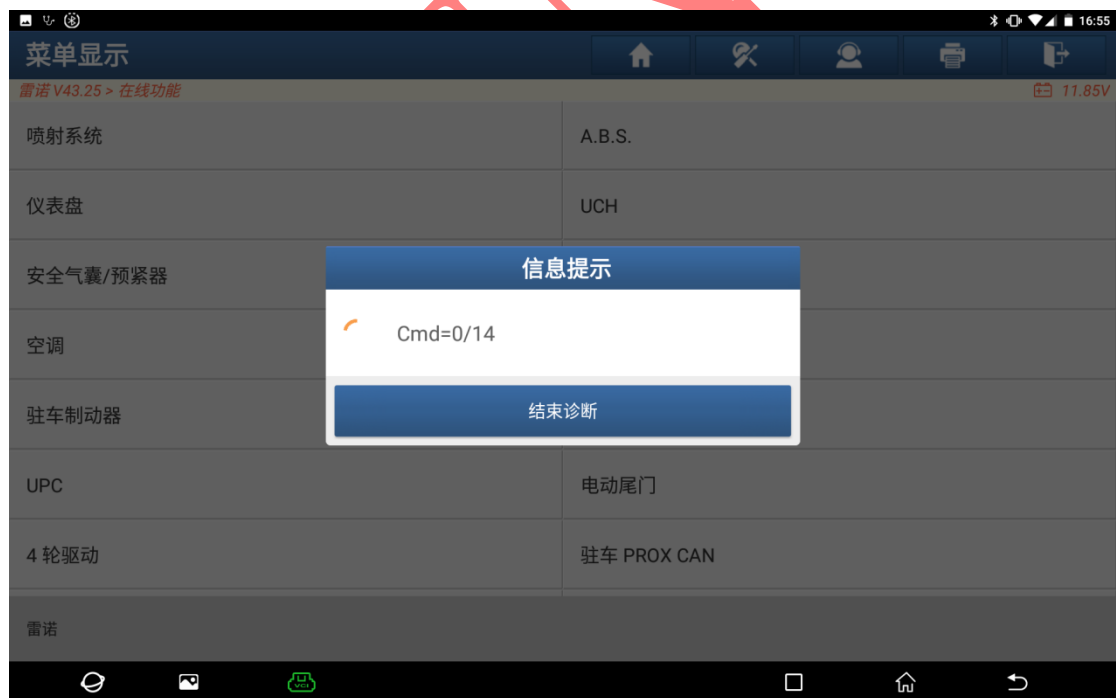 16:55
菜单显示
雷诺 V43.25 > 在线功能
11.85V
喷射系统
A.B.S.
仪表盘
UCH
安全气囊/预紧器
信息提示
Cmd=0/14
空调
结束诊断
驻车制动器
UPC
电动尾门
4 轮驱动
驻车 PROX CAN
雷诺
VCI